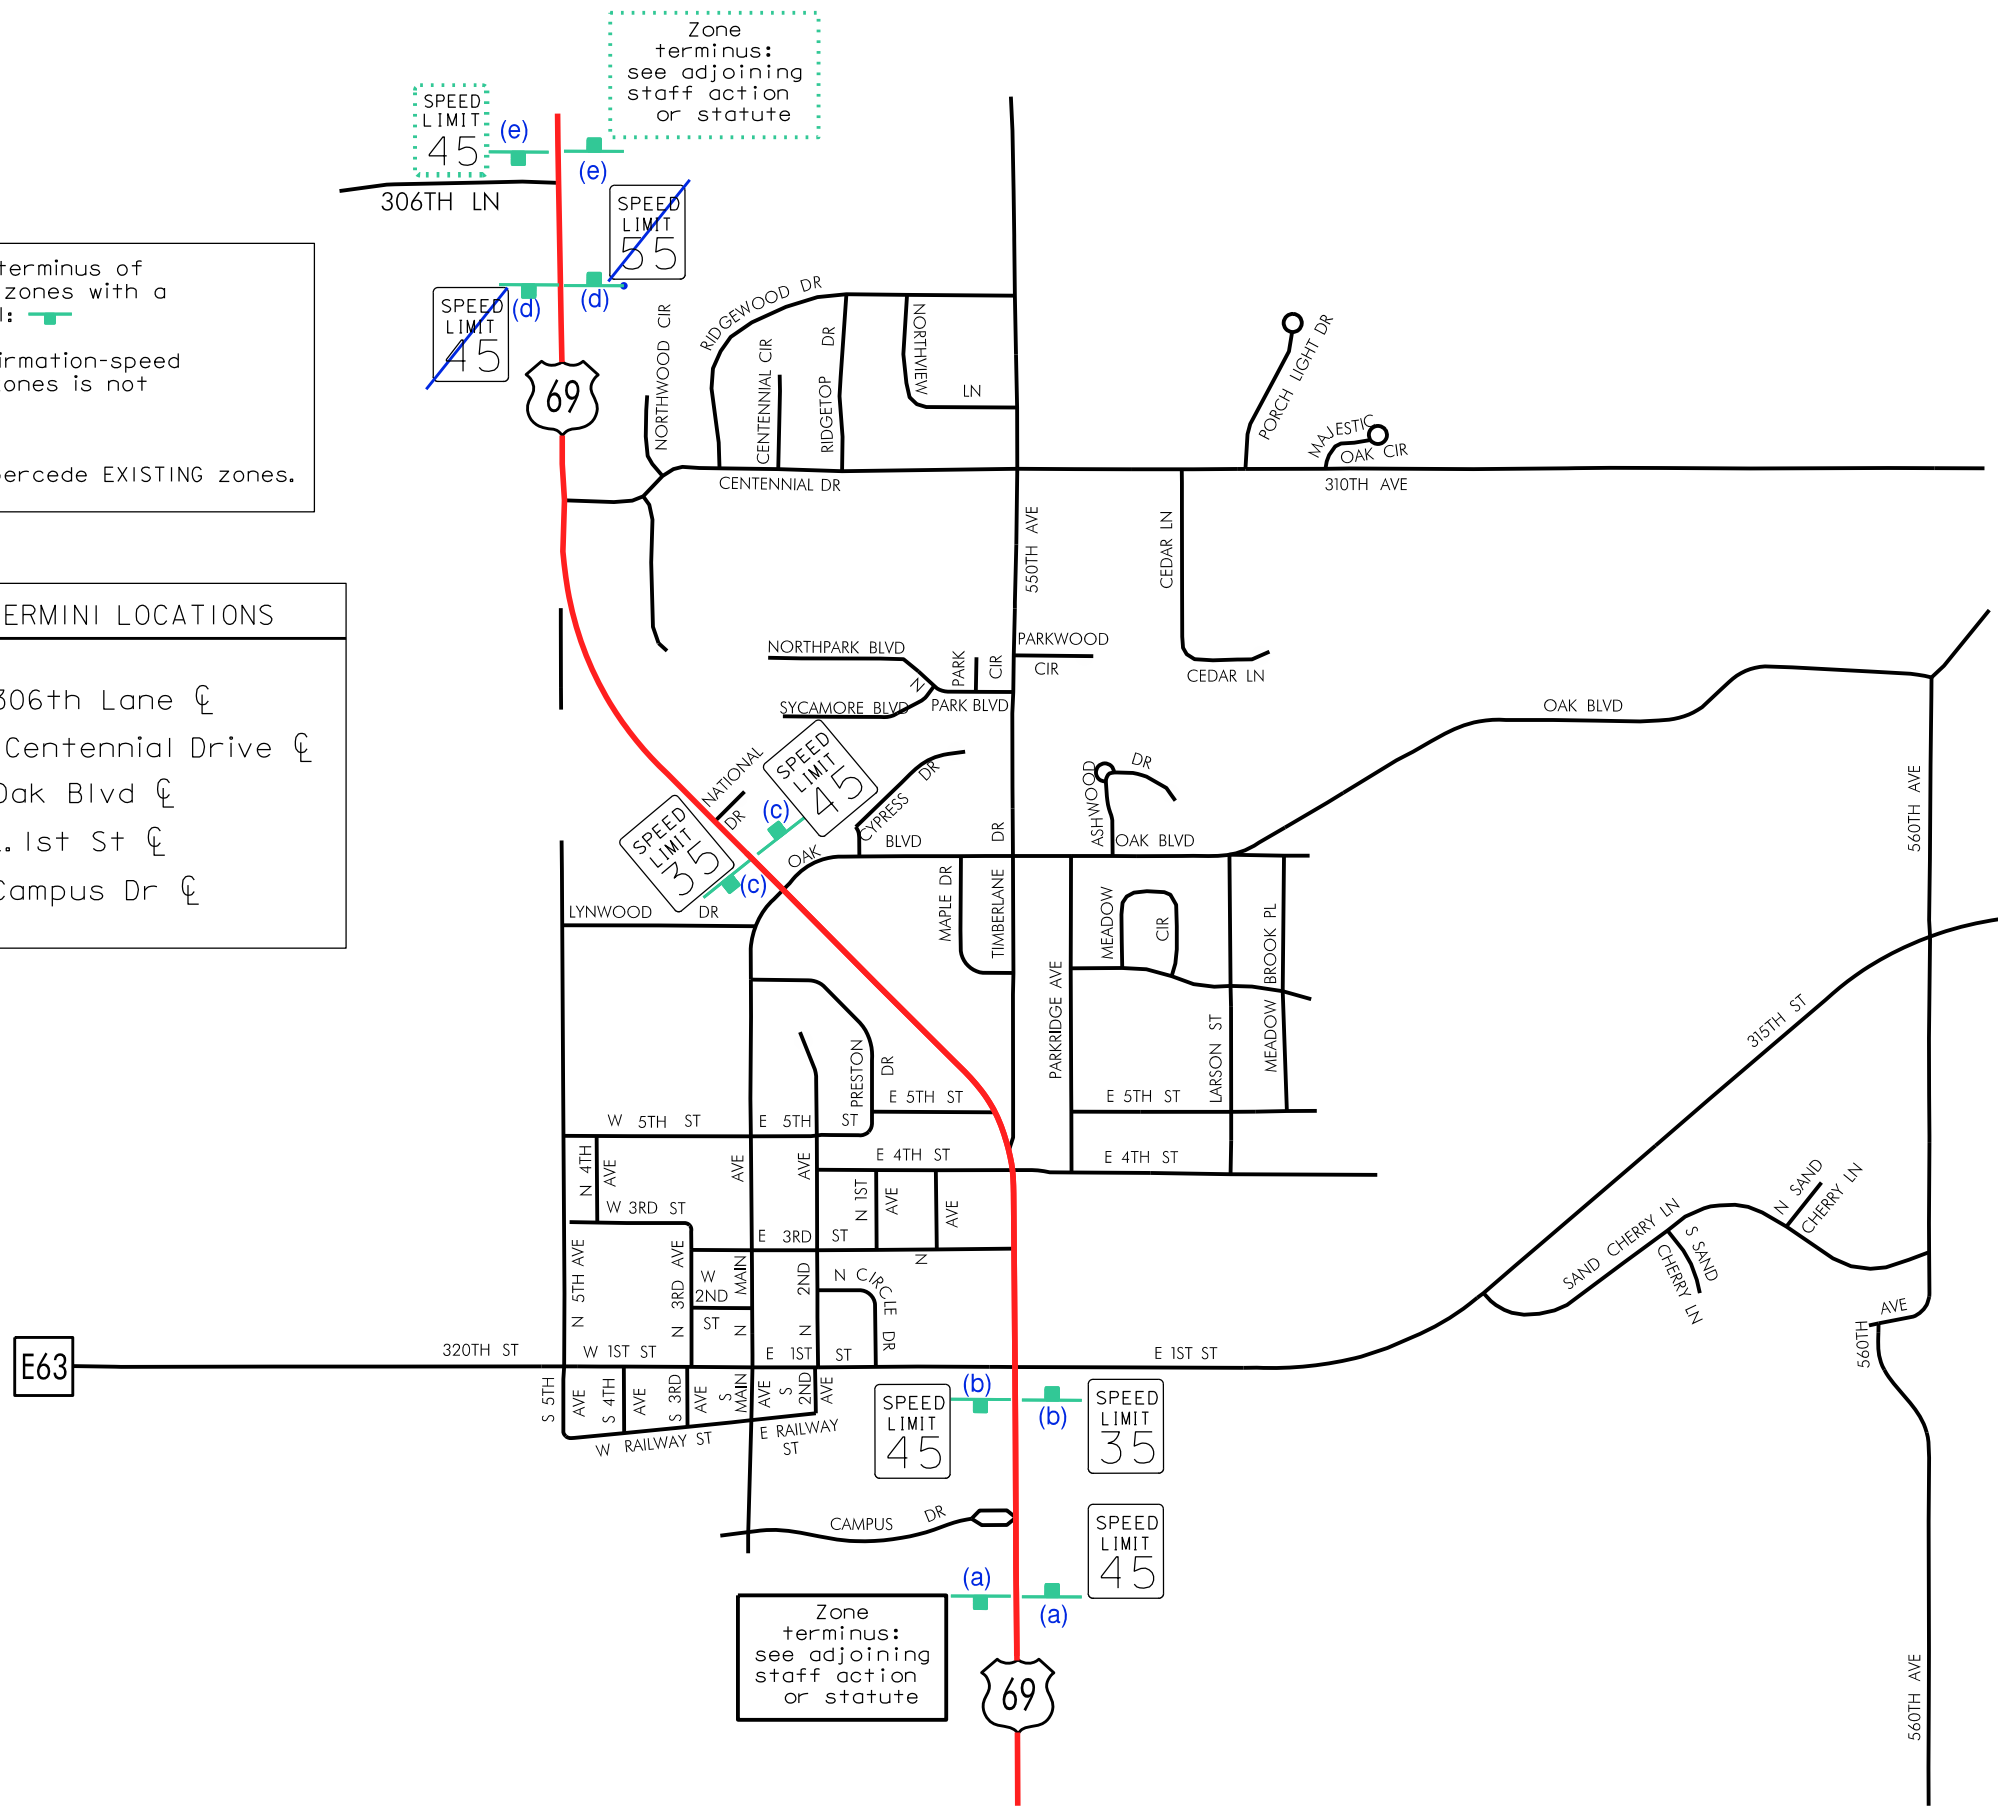 Zone
terminus:
see adjoining
staff action
or statute
SPEED
LIMIT
45
(e)
(e)
306TH LN
SPEED
LIMIT
55
terminus of
zones with a
:
irmation-speed
ones is not
percede EXISTING zones.
SPEED
LIMIT
45
(d)
(d)
69
NORTHWOOD CIR
RIDGEWOOD DR
CENTENNIAL CIR
RIDGETOP DR
NORTHVIEW
LN
PORCH LIGHT DR
MAJESTIC
OAK CIR
CENTENNIAL DR
310TH AVE
550TH AVE
CEDAR LN
CEDAR LN
ERMINI LOCATIONS
306th Lane ℄
Centennial Drive ℄
Oak Blvd ℄
. 1st St ℄
Campus Dr ℄
NORTHPARK BLVD
PARK CIR
PARKWOOD
CIR
N
SYCAMORE BLVD
PARK BLVD
OAK BLVD
NATIONAL
DR
SPEED
LIMIT
45
(c)
SPEED
LIMIT
35
(c)
CYPRESS DR
OAK
BLVD
ASHWOOD
DR
OAK BLVD
560TH AVE
LYNWOOD DR
MAPLE DR
TIMBERLANE DR
MEADOW
CIR
PARKRIDGE AVE
LARSON ST
MEADOW BROOK PL
315TH ST
PRESTON
DR
E 5TH ST
E 5TH ST
W 5TH ST
E 5TH
ST
N 4TH
AVE
AVE
AVE
E 4TH ST
E 4TH ST
W 3RD ST
N 1ST
AVE
AVE
N
E 3RD
ST
N 5TH AVE
N 3RD AVE
W
2ND
ST
N MAIN
N 2ND
N CIRCLE DR
SAND CHERRY LN
S SAND
CHERRY LN
N SAND
CHERRY LN
560TH
AVE
E63
320TH ST
W 1ST ST
E 1ST
ST
E 1ST ST
S 5TH
AVE
S 4TH
AVE
S 3RD
AVE
S
MAIN
AVE
S
2ND
AVE
W RAILWAY ST
E RAILWAY
ST
SPEED
LIMIT
45
(b)
(b)
SPEED
LIMIT
35
CAMPUS DR
SPEED
LIMIT
45
(a)
(a)
Zone
terminus:
see adjoining
staff action
or statute
69
560TH AVE